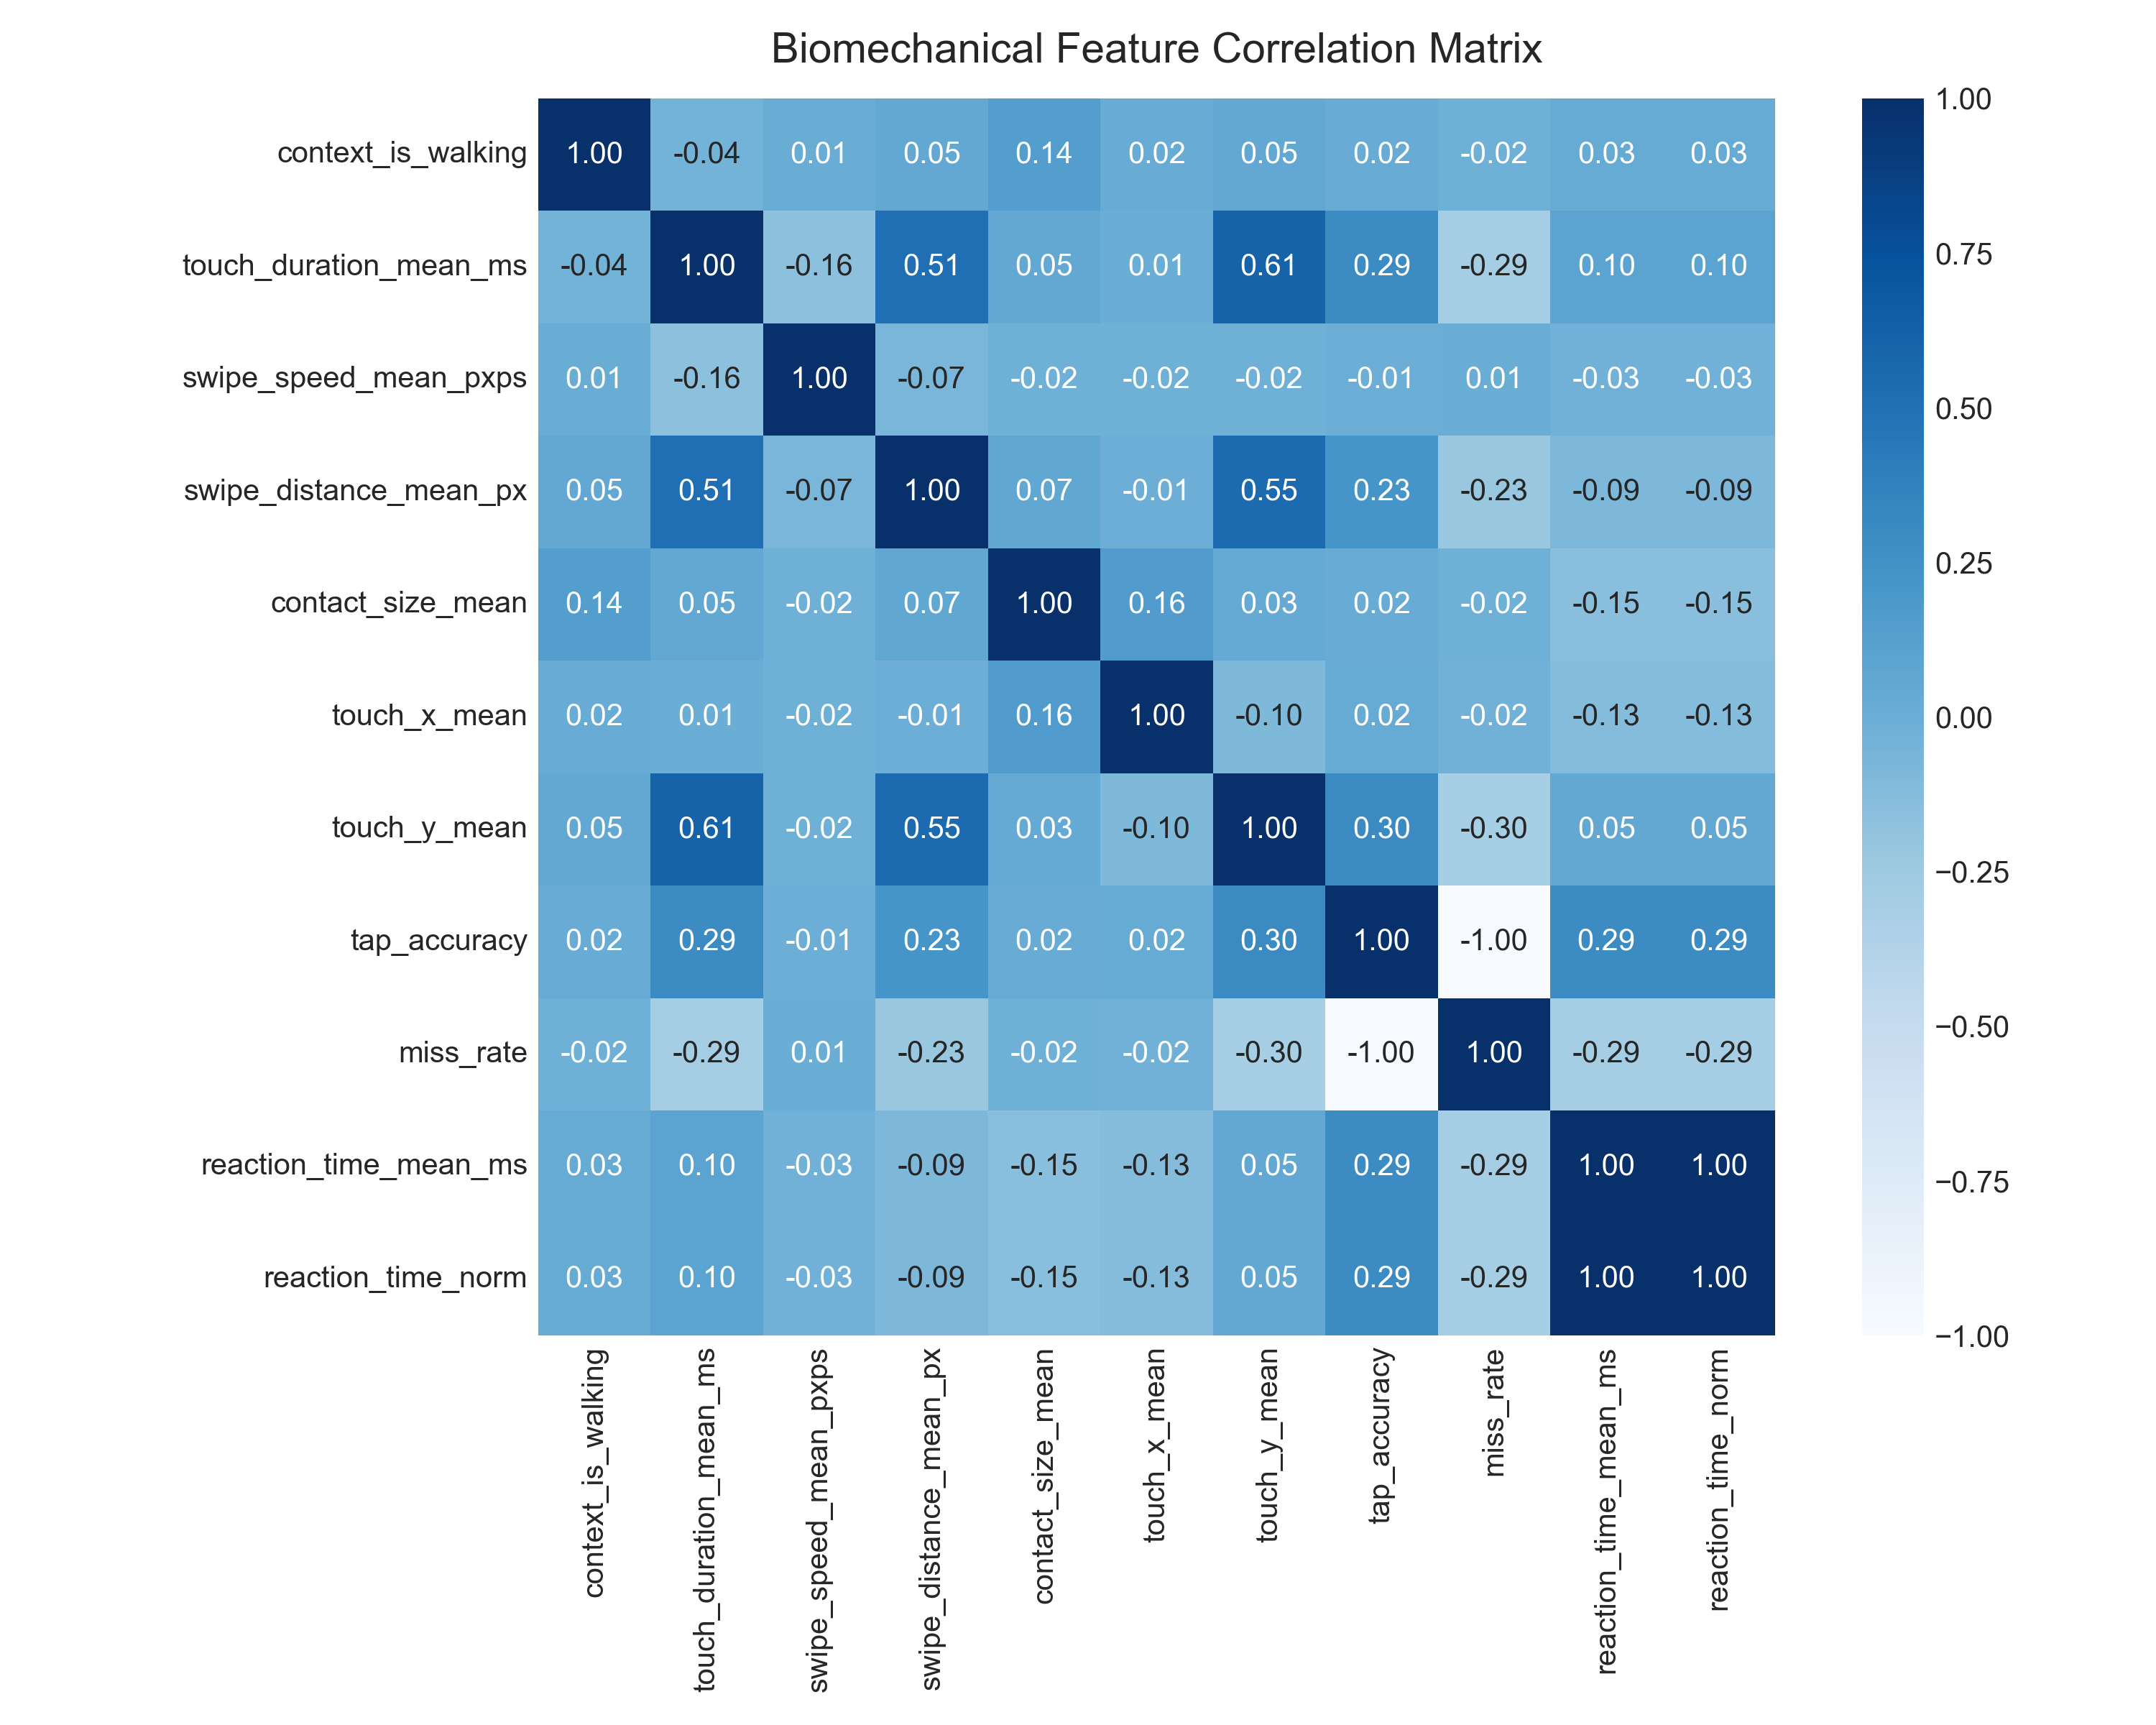 Biomechanical Feature Correlation Matrix
context_is_walking 1.00 -0.04 0.01 0.05 0.14 0.02 0.05 0.02 -0.02 0.03 0.03
touch_duration_mean_ms -0.04 1.00 -0.16 0.51 0.05 0.01 0.61 0.29 -0.29 0.10 0.10
swipe_speed_mean_pxps 0.01 -0.16 1.00 -0.07 -0.02 -0.02 -0.02 -0.01 0.01 -0.03 -0.03
swipe_distance_mean_px 0.05 0.51 -0.07 1.00 0.07 -0.01 0.55 0.23 -0.23 -0.09 -0.09
contact_size_mean 0.14 0.05 -0.02 0.07 1.00 0.16 0.03 0.02 -0.02 -0.15 -0.15
touch_x_mean 0.02 0.01 -0.02 -0.01 0.16 1.00 -0.10 0.02 -0.02 -0.13 -0.13
touch_y_mean 0.05 0.61 -0.02 0.55 0.03 -0.10 1.00 0.30 -0.30 0.05 0.05
tap_accuracy 0.02 0.29 -0.01 0.23 0.02 0.02 0.30 1.00 -1.00 0.29 0.29
miss_rate -0.02 -0.29 0.01 -0.23 -0.02 -0.02 -0.30 -1.00 1.00 -0.29 -0.29
reaction_time_mean_ms 0.03 0.10 -0.03 -0.09 -0.15 -0.13 0.05 0.29 -0.29 1.00 1.00
reaction_time_norm 0.03 0.10 -0.03 -0.09 -0.15 -0.13 0.05 0.29 -0.29 1.00 1.00
context_is_walking
touch_duration_mean_ms
swipe_speed_mean_pxps
swipe_distance_mean_px
contact_size_mean
touch_x_mean
touch_y_mean
tap_accuracy
miss_rate
reaction_time_mean_ms
reaction_time_norm
1.00
0.75
0.50
0.25
0.00
−0.25
−0.50
−0.75
−1.00